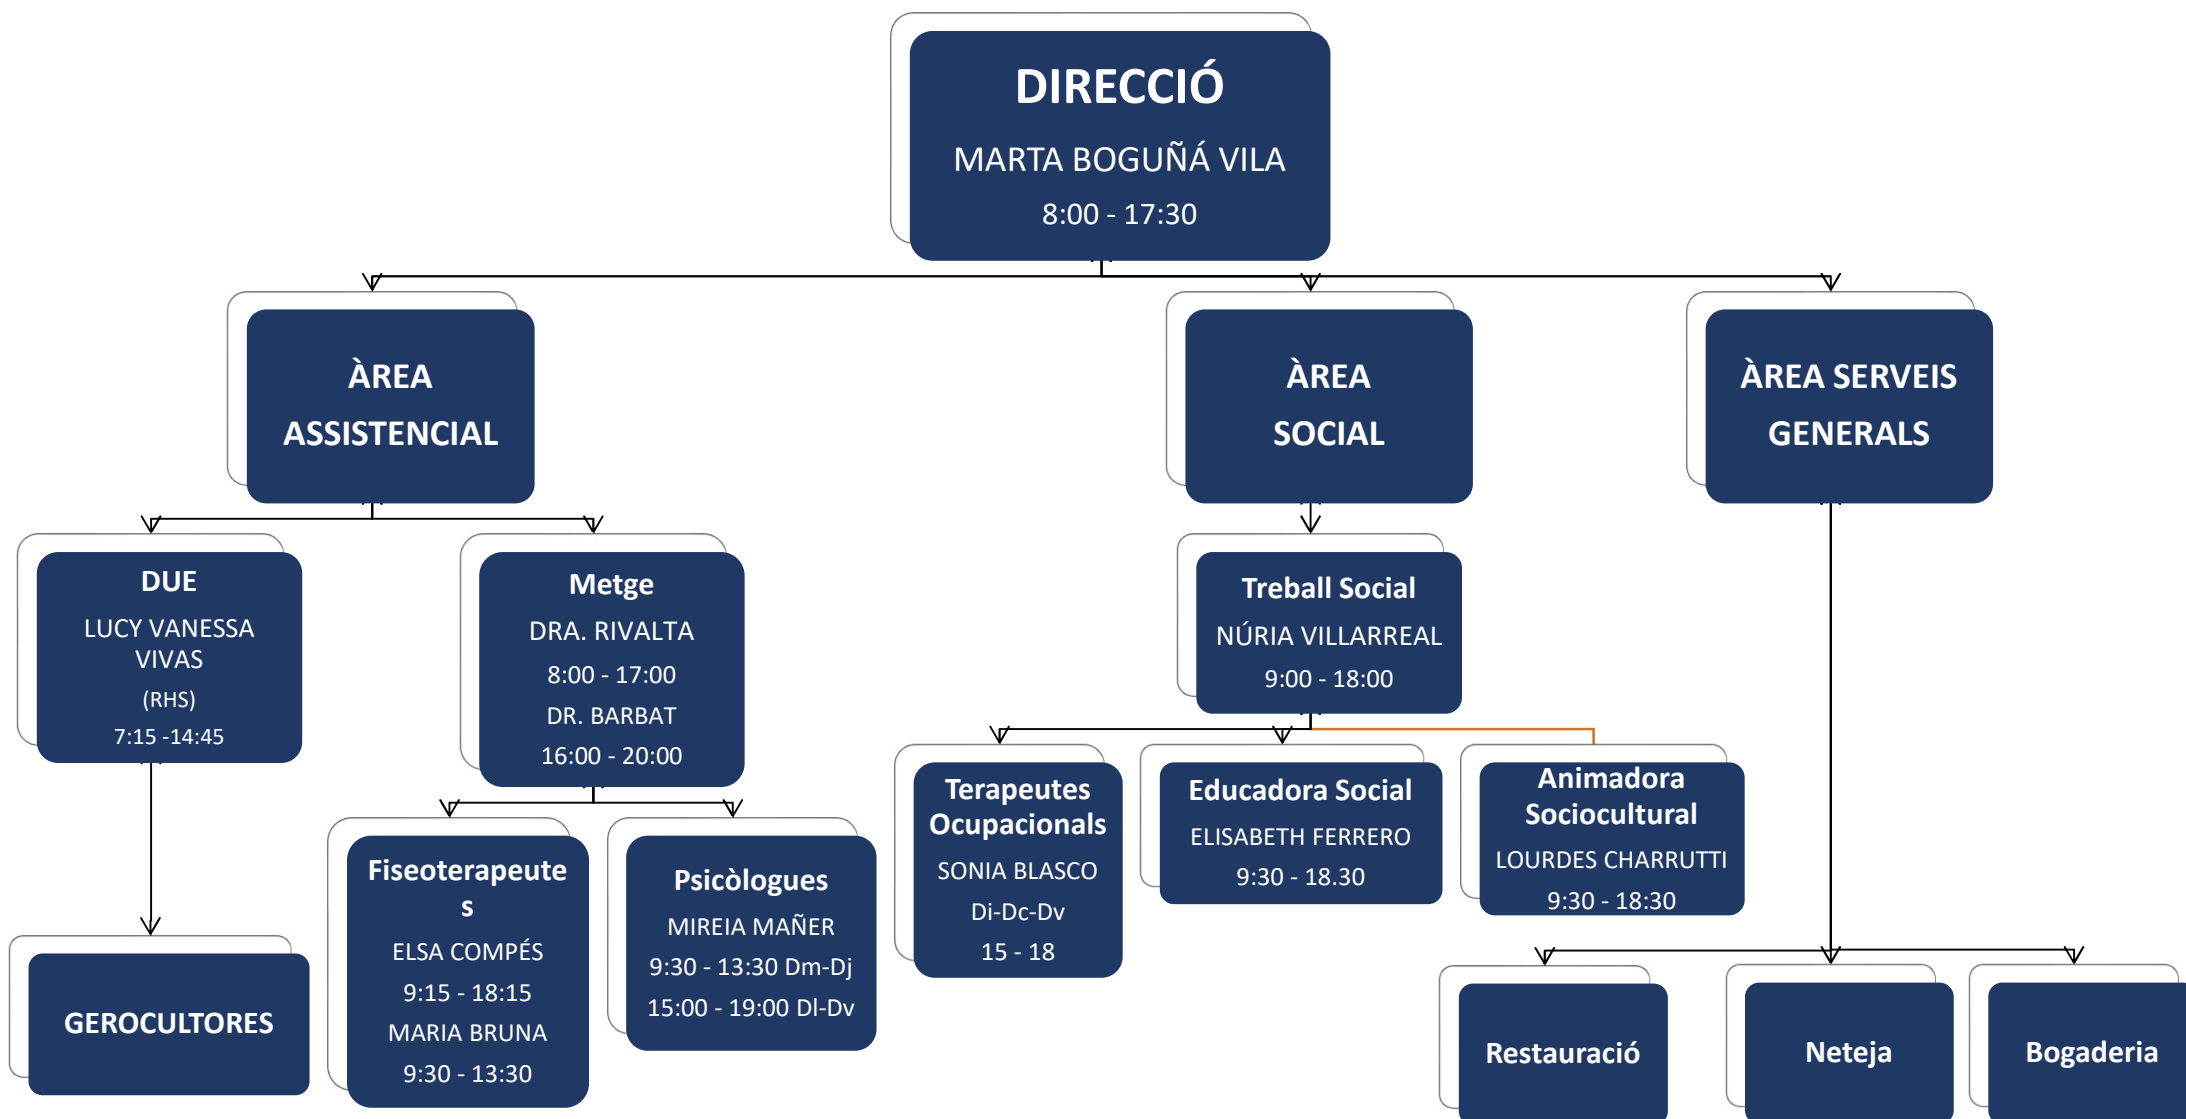 DIRECCIÓ
MARTA BOGUÑÁ VILA
8:00 - 17:30
ÀREA
ASSISTENCIAL
ÀREA
SOCIAL
ÀREA SERVEIS
GENERALS
DUE
LUCY VANESSA
VIVAS
(RHS)
7:15 -14:45
Metge
DRA. RIVALTA
8:00 - 17:00
DR. BARBAT
16:00 - 20:00
Treball Social
NÚRIA VILLARREAL
9:00 - 18:00
GEROCULTORES
Fiseoterapeute
s
ELSA COMPÉS
9:15 - 18:15
MARIA BRUNA
9:30 - 13:30
Psicòlogues
MIREIA MAÑER
9:30 - 13:30 Dm-Dj
15:00 - 19:00 Dl-Dv
Terapeutes
Ocupacionals
SONIA BLASCO
Di-Dc-Dv
15 - 18
Educadora Social
ELISABETH FERRERO
9:30 - 18.30
Animadora
Sociocultural
LOURDES CHARRUTTI
9:30 - 18:30
Restauració
Neteja
Bogaderia